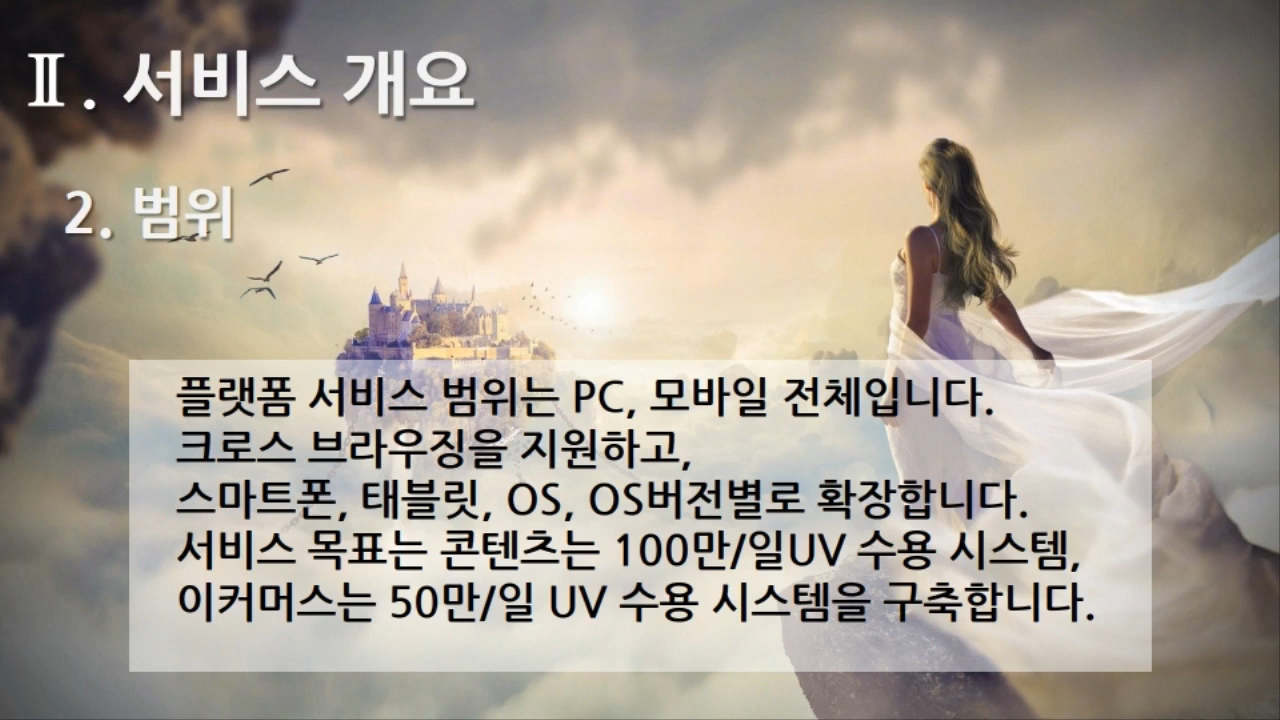 Ⅱ. 서비스 개요
2. 범위
플랫폼 서비스 범위는 PC, 모바일 전체입니다.
크로스 브라우징을 지원하고,
스마트폰, 태블릿, OS, OS버전별로 확장합니다.
서비스 목표는 콘텐츠는 100만/일UV 수용 시스템,
이커머스는 50만/일 UV 수용 시스템을 구축합니다.